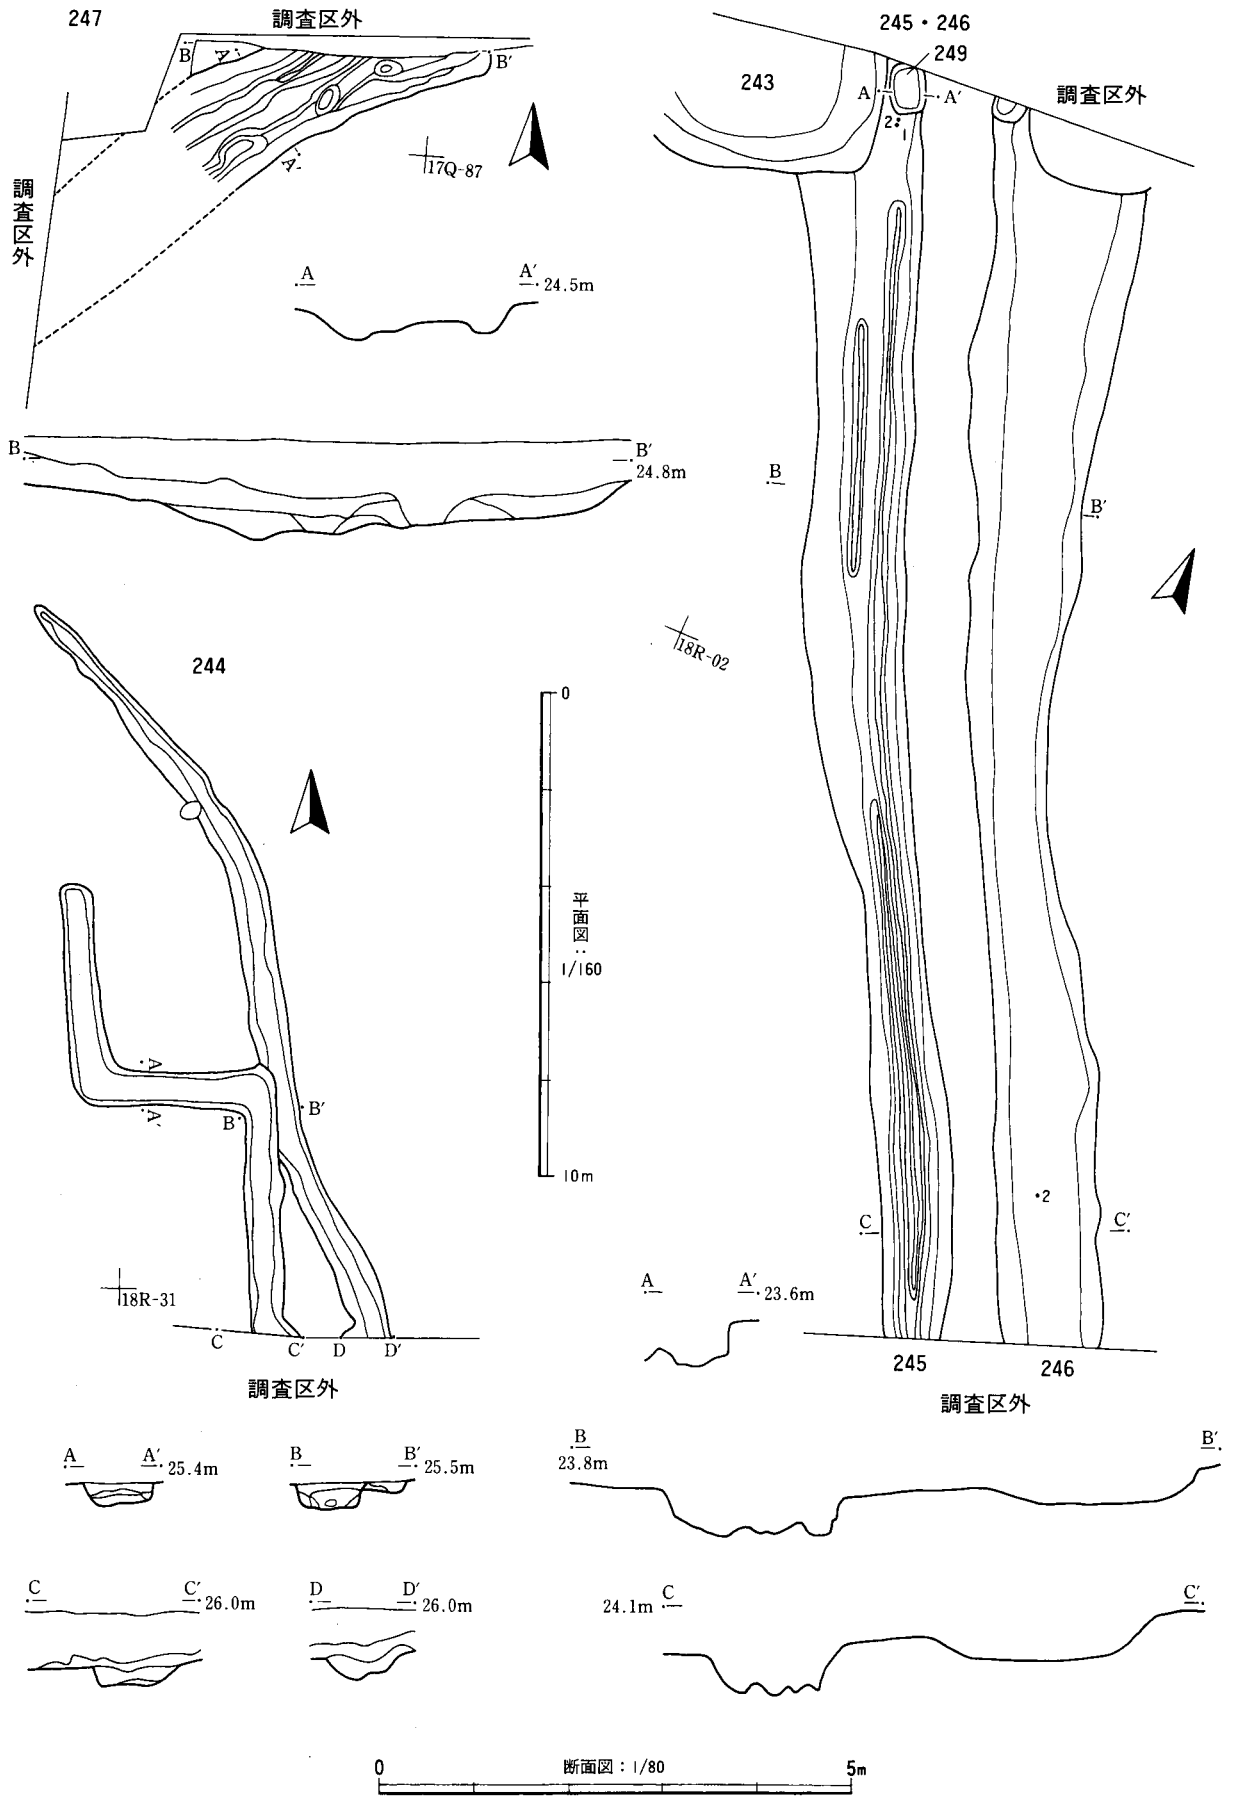 247
調査区外
B
A
B′
A′
17Q-87
調査区外
A
A′
24.5m
B
B′
24.8m
245・246
249
243
A
A′
調査区外
2
1
B
B′
18R-02
2
C
C′
245
246
調査区外
244
A
A′
B
B′
18R-31
C
C′
D
D′
調査区外
0
平面図：1/160
10m
A
A′
23.6m
A
A′
25.4m
B
B′
25.5m
B
23.8m
B′
C
C′
26.0m
D
D′
26.0m
24.1m
C
C′
0
断面図：1/80
5m